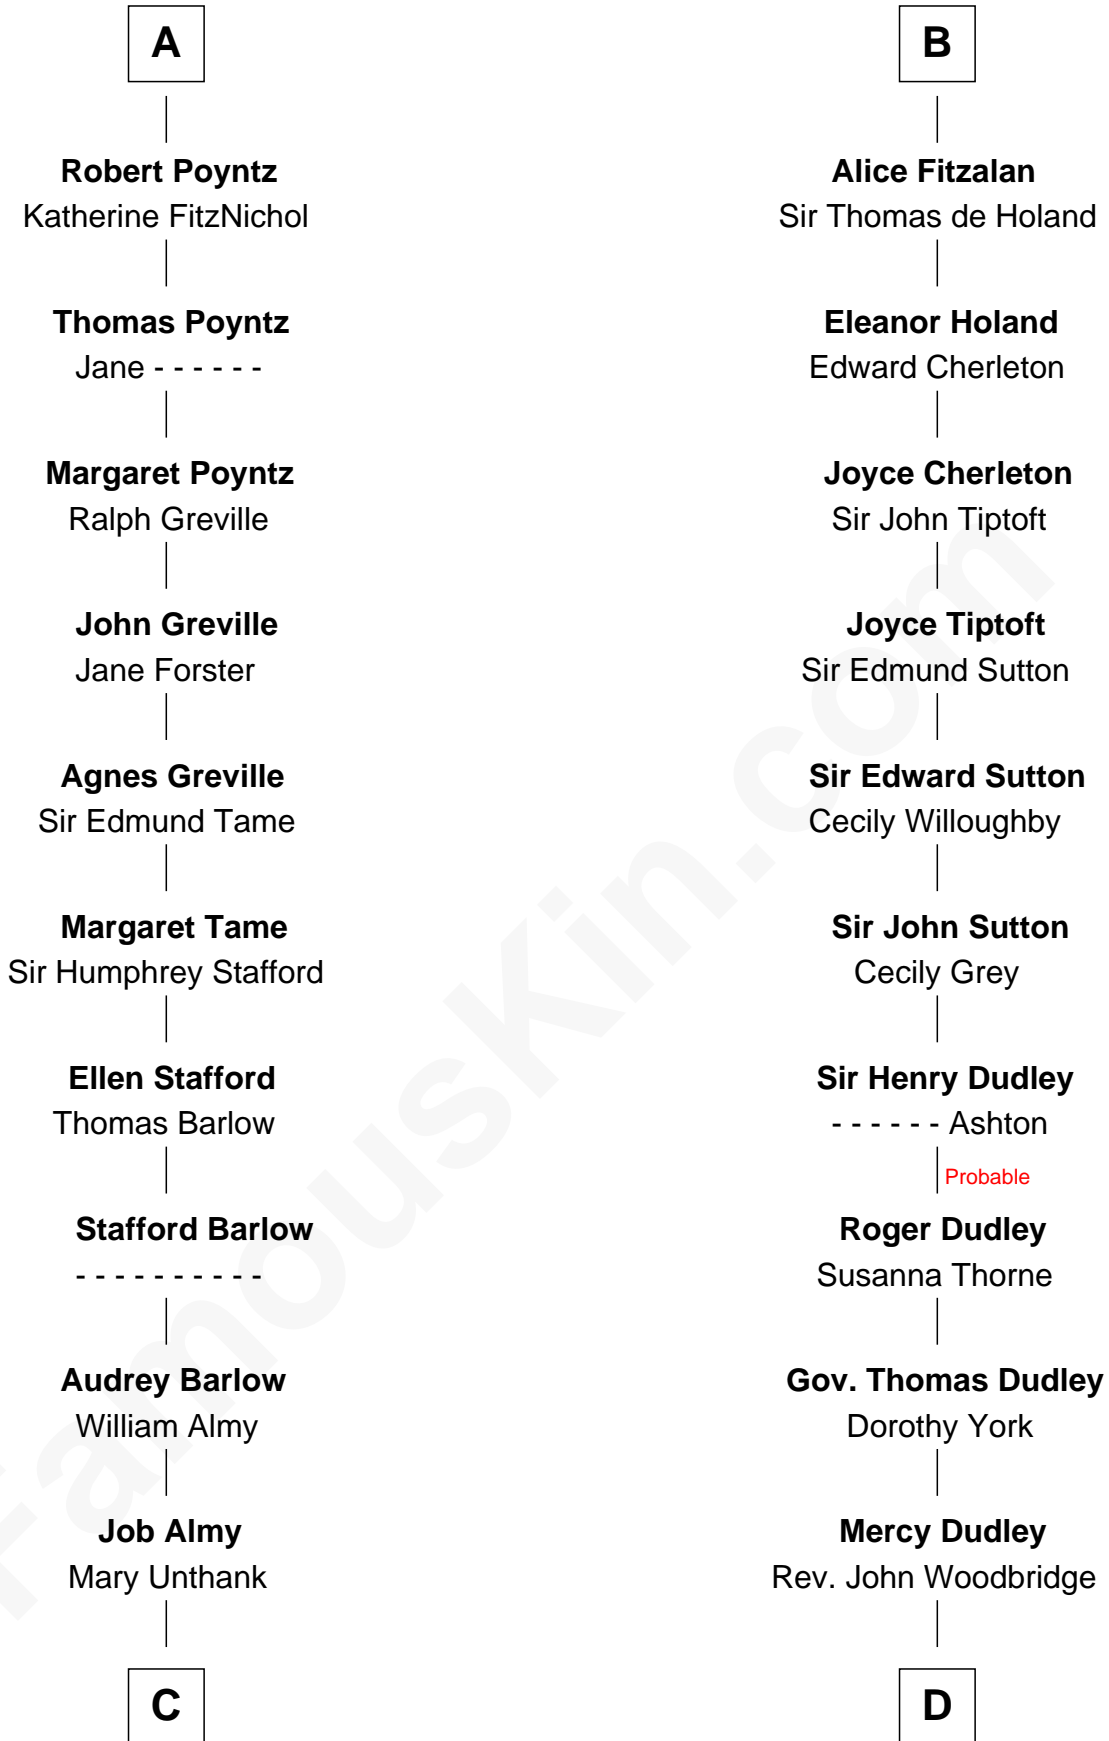 A
Robert Poyntz
Katherine FitzNichol
Thomas Poyntz
Jane - - - - - -
Margaret Poyntz
Ralph Greville
John Greville
Jane Forster
Agnes Greville
Sir Edmund Tame
Margaret Tame
Sir Humphrey Stafford
Ellen Stafford
Thomas Barlow
Stafford Barlow
- - - - - - - - - -
Audrey Barlow
William Almy
Job Almy
Mary Unthank
C
B
Alice Fitzalan
Sir Thomas de Holand
Eleanor Holand
Edward Cherleton
Joyce Cherleton
Sir John Tiptoft
Joyce Tiptoft
Sir Edmund Sutton
Sir Edward Sutton
Cecily Willoughby
Sir John Sutton
Cecily Grey
Sir Henry Dudley
- - - - - - Ashton
Probable
Roger Dudley
Susanna Thorne
Gov. Thomas Dudley
Dorothy York
Mercy Dudley
Rev. John Woodbridge
D
FamousKin.com